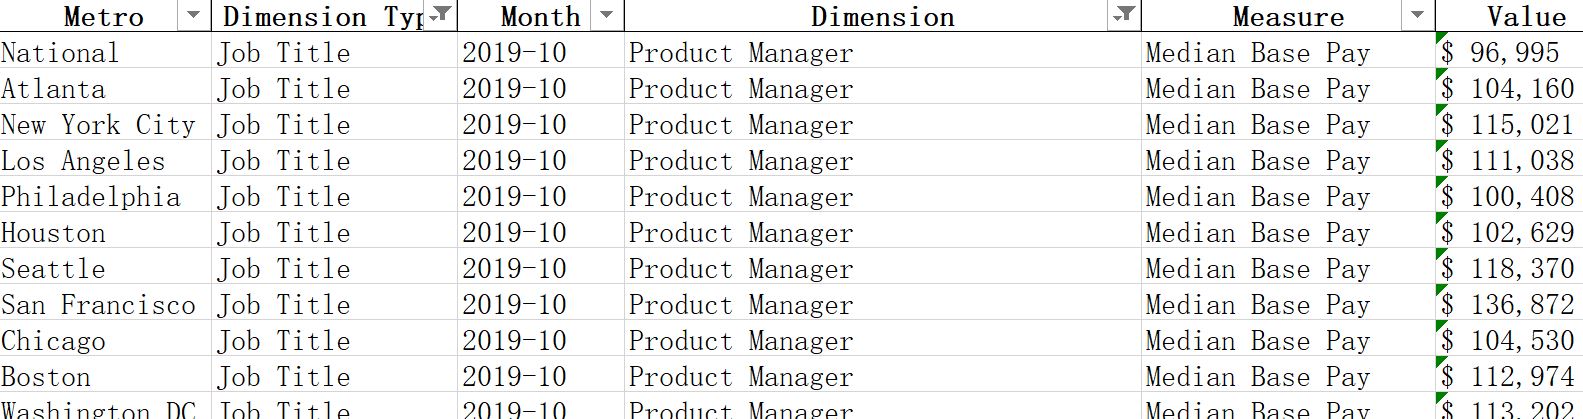 Metro Dimension Typ Month Dimension Measure Value
National Job Title 2019-10 Product Manager Median Base Pay $ 96,995
Atlanta Job Title 2019-10 Product Manager Median Base Pay $ 104,160
New York City Job Title 2019-10 Product Manager Median Base Pay $ 115,021
Los Angeles Job Title 2019-10 Product Manager Median Base Pay $ 111,038
Philadelphia Job Title 2019-10 Product Manager Median Base Pay $ 100,408
Houston Job Title 2019-10 Product Manager Median Base Pay $ 102,629
Seattle Job Title 2019-10 Product Manager Median Base Pay $ 118,370
San Francisco Job Title 2019-10 Product Manager Median Base Pay $ 136,872
Chicago Job Title 2019-10 Product Manager Median Base Pay $ 104,530
Boston Job Title 2019-10 Product Manager Median Base Pay $ 112,974
Washington DC Job Title 2019-10 Product Manager Median Base Pay $ 113,202